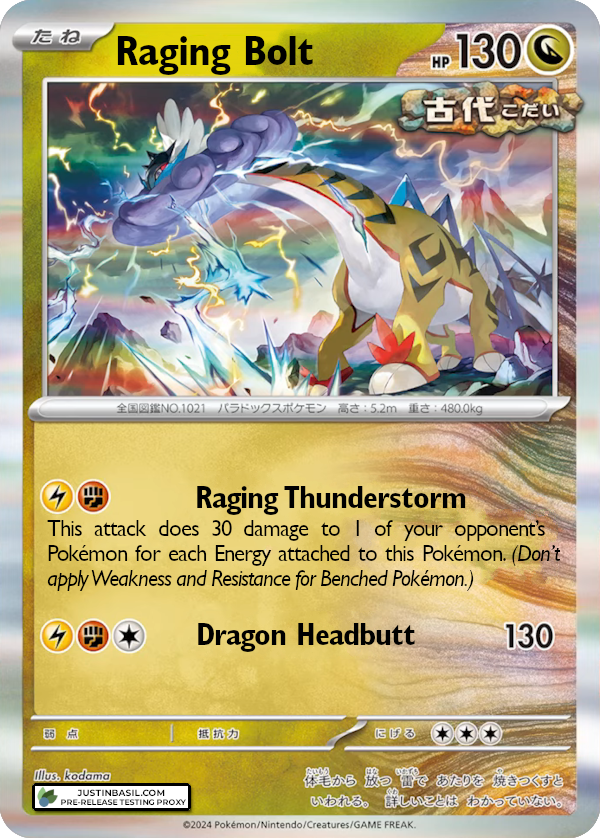 たね
Raging Bolt
HP 130
古代 こだい
全国図鑑NO.1021 パラドックスポケモン 高さ:5.2m 重さ:480.0kg
Raging Thunderstorm
This attack does 30 damage to 1 of your opponent's
Pokémon for each Energy attached to this Pokémon. (Don't
apply Weakness and Resistance for Benched Pokémon.)
Dragon Headbutt 130
弱点 抵抗力 にげる
Illus. kodama
JUSTINBASIL.COM
PRE-RELEASE TESTING PROXY
体毛から 放つ 雷で あたりを 焼きつくすと
いわれる。 詳しいことは わかっていない。
©2024 Pokémon/Nintendo/Creatures/GAME FREAK.